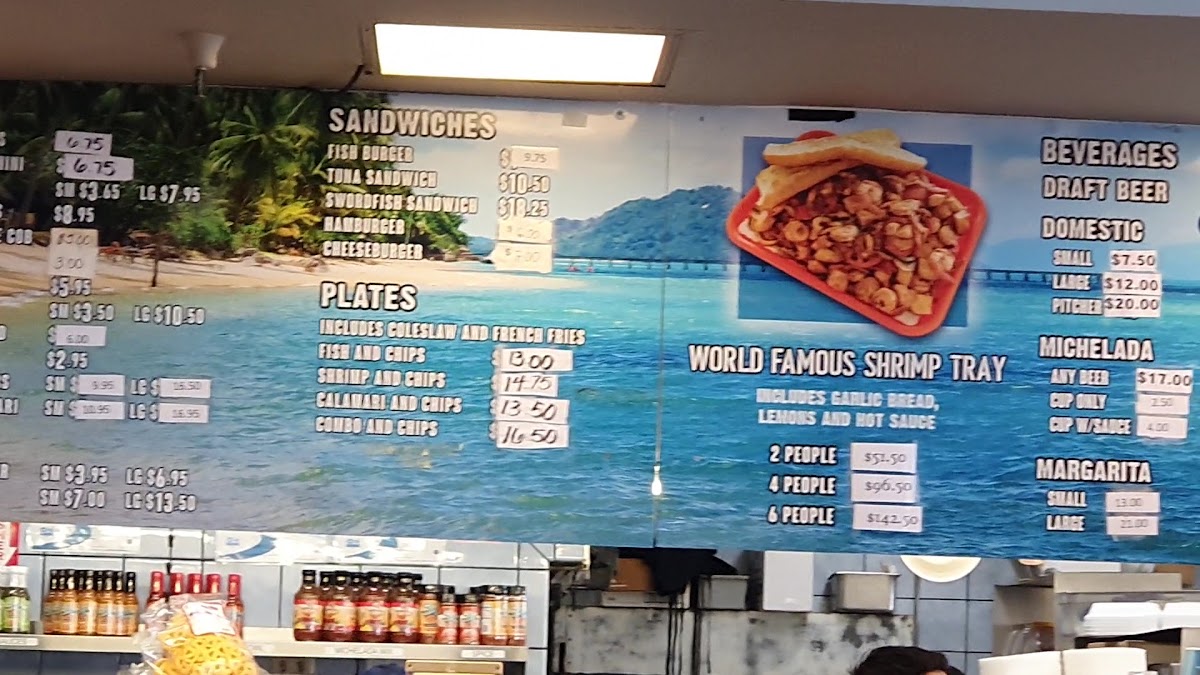 6.75
$6.75
SM $3.65 LG $7.95
$8.95
COB
3.00
$5.95
SM $3.50 LG $10.50
$6.00
$2.95
SM $9.95 LG $16.50
SM $10.95 LG $16.95
SM $3.95 LG $6.95
SM $7.00 LG $13.50
SANDWICHES
FISH BURGER $9.75
TUNA SANDWICH $10.50
SWORDFISH SANDWICH
HAMBURGER
CHEESEBURGER
PLATES
INCLUDES COLESLAW AND FRENCH FRIES
FISH AND CHIPS 13.00
SHRIMP AND CHIPS 14.75
CALAMARI AND CHIPS 13.50
COMBO AND CHIPS 16.50
WORLD FAMOUS SHRIMP TRAY
INCLUDES GARLIC BREAD,
LEMONS AND HOT SAUCE
2 PEOPLE $51.50
4 PEOPLE $96.50
6 PEOPLE $142.50
BEVERAGES
DRAFT BEER
DOMESTIC
SMALL $7.50
LARGE $12.00
PITCHER $20.00
MICHELADA
ANY BEER $17.00
CUP ONLY 2.50
CUP W/SAUCE 4.00
MARGARITA
SMALL 13.00
LARGE 21.00
MICHELADA MIX
SPICE